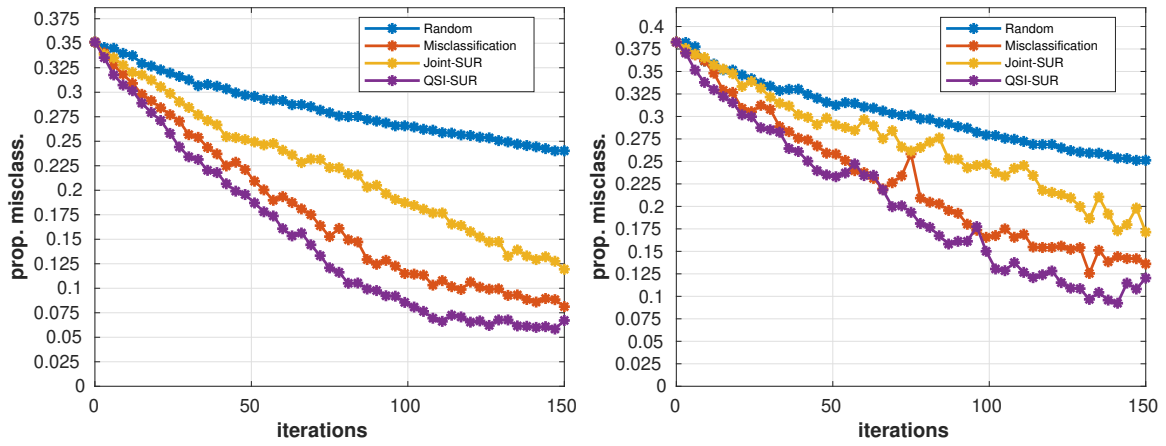 prop. misclass.
0.375
0.35
0.325
0.3
0.275
0.25
0.225
0.2
0.175
0.15
0.125
0.1
0.075
0.05
0.025
0
0 50 100 150
iterations
Random
Misclassification
Joint-SUR
QSI-SUR
prop. misclass.
0.4
0.375
0.35
0.325
0.3
0.275
0.25
0.225
0.2
0.175
0.15
0.125
0.1
0.075
0.05
0.025
0
0 50 100 150
iterations
Random
Misclassification
Joint-SUR
QSI-SUR